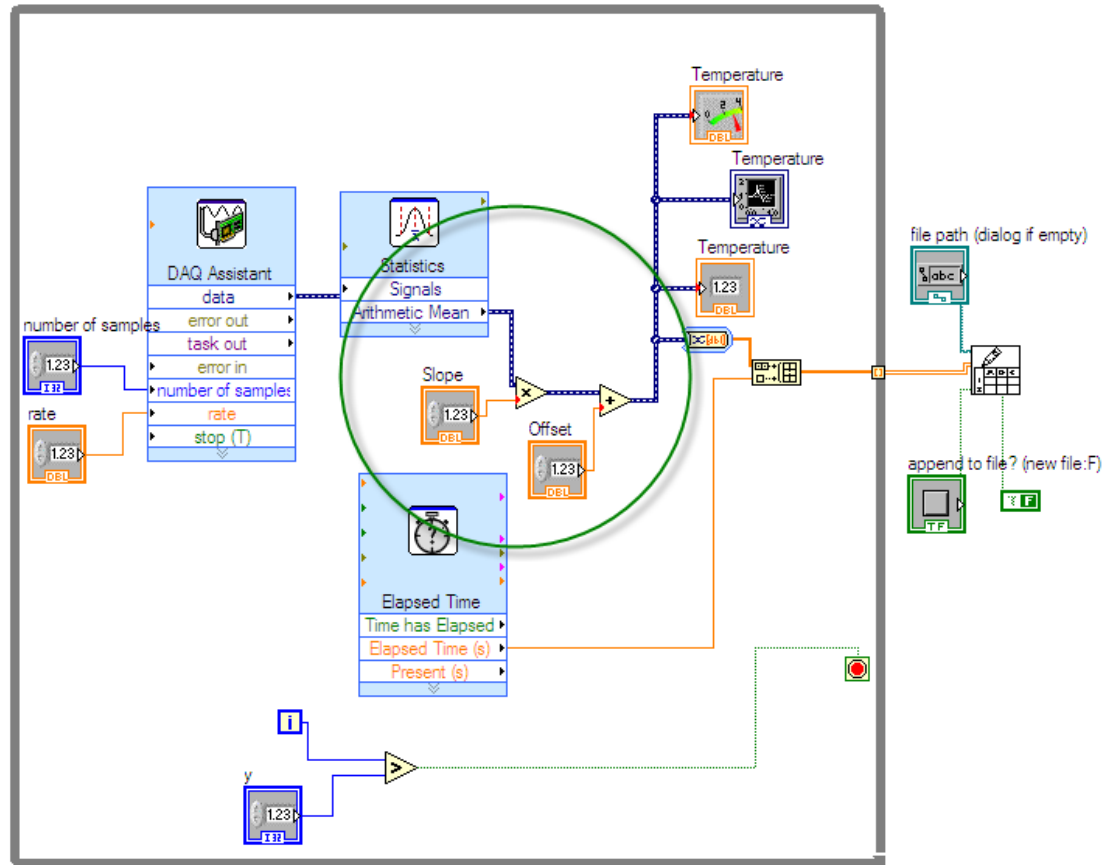 Temperature
0 2 4
DBL
Temperature
Temperature
1.23
DBL
DAQ Assistant
data
error out
task out
error in
number of samples
rate
stop (T)
number of samples
1.23
I32
rate
1.23
DBL
Statistics
Signals
Arithmetic Mean
Slope
1.23
DBL
Offset
1.23
DBL
Elapsed Time
Time has Elapsed
Elapsed Time (s)
Present (s)
i
y
1.23
I32
x
+
>
file path (dialog if empty)
abc
append to file? (new file:F)
TF
F